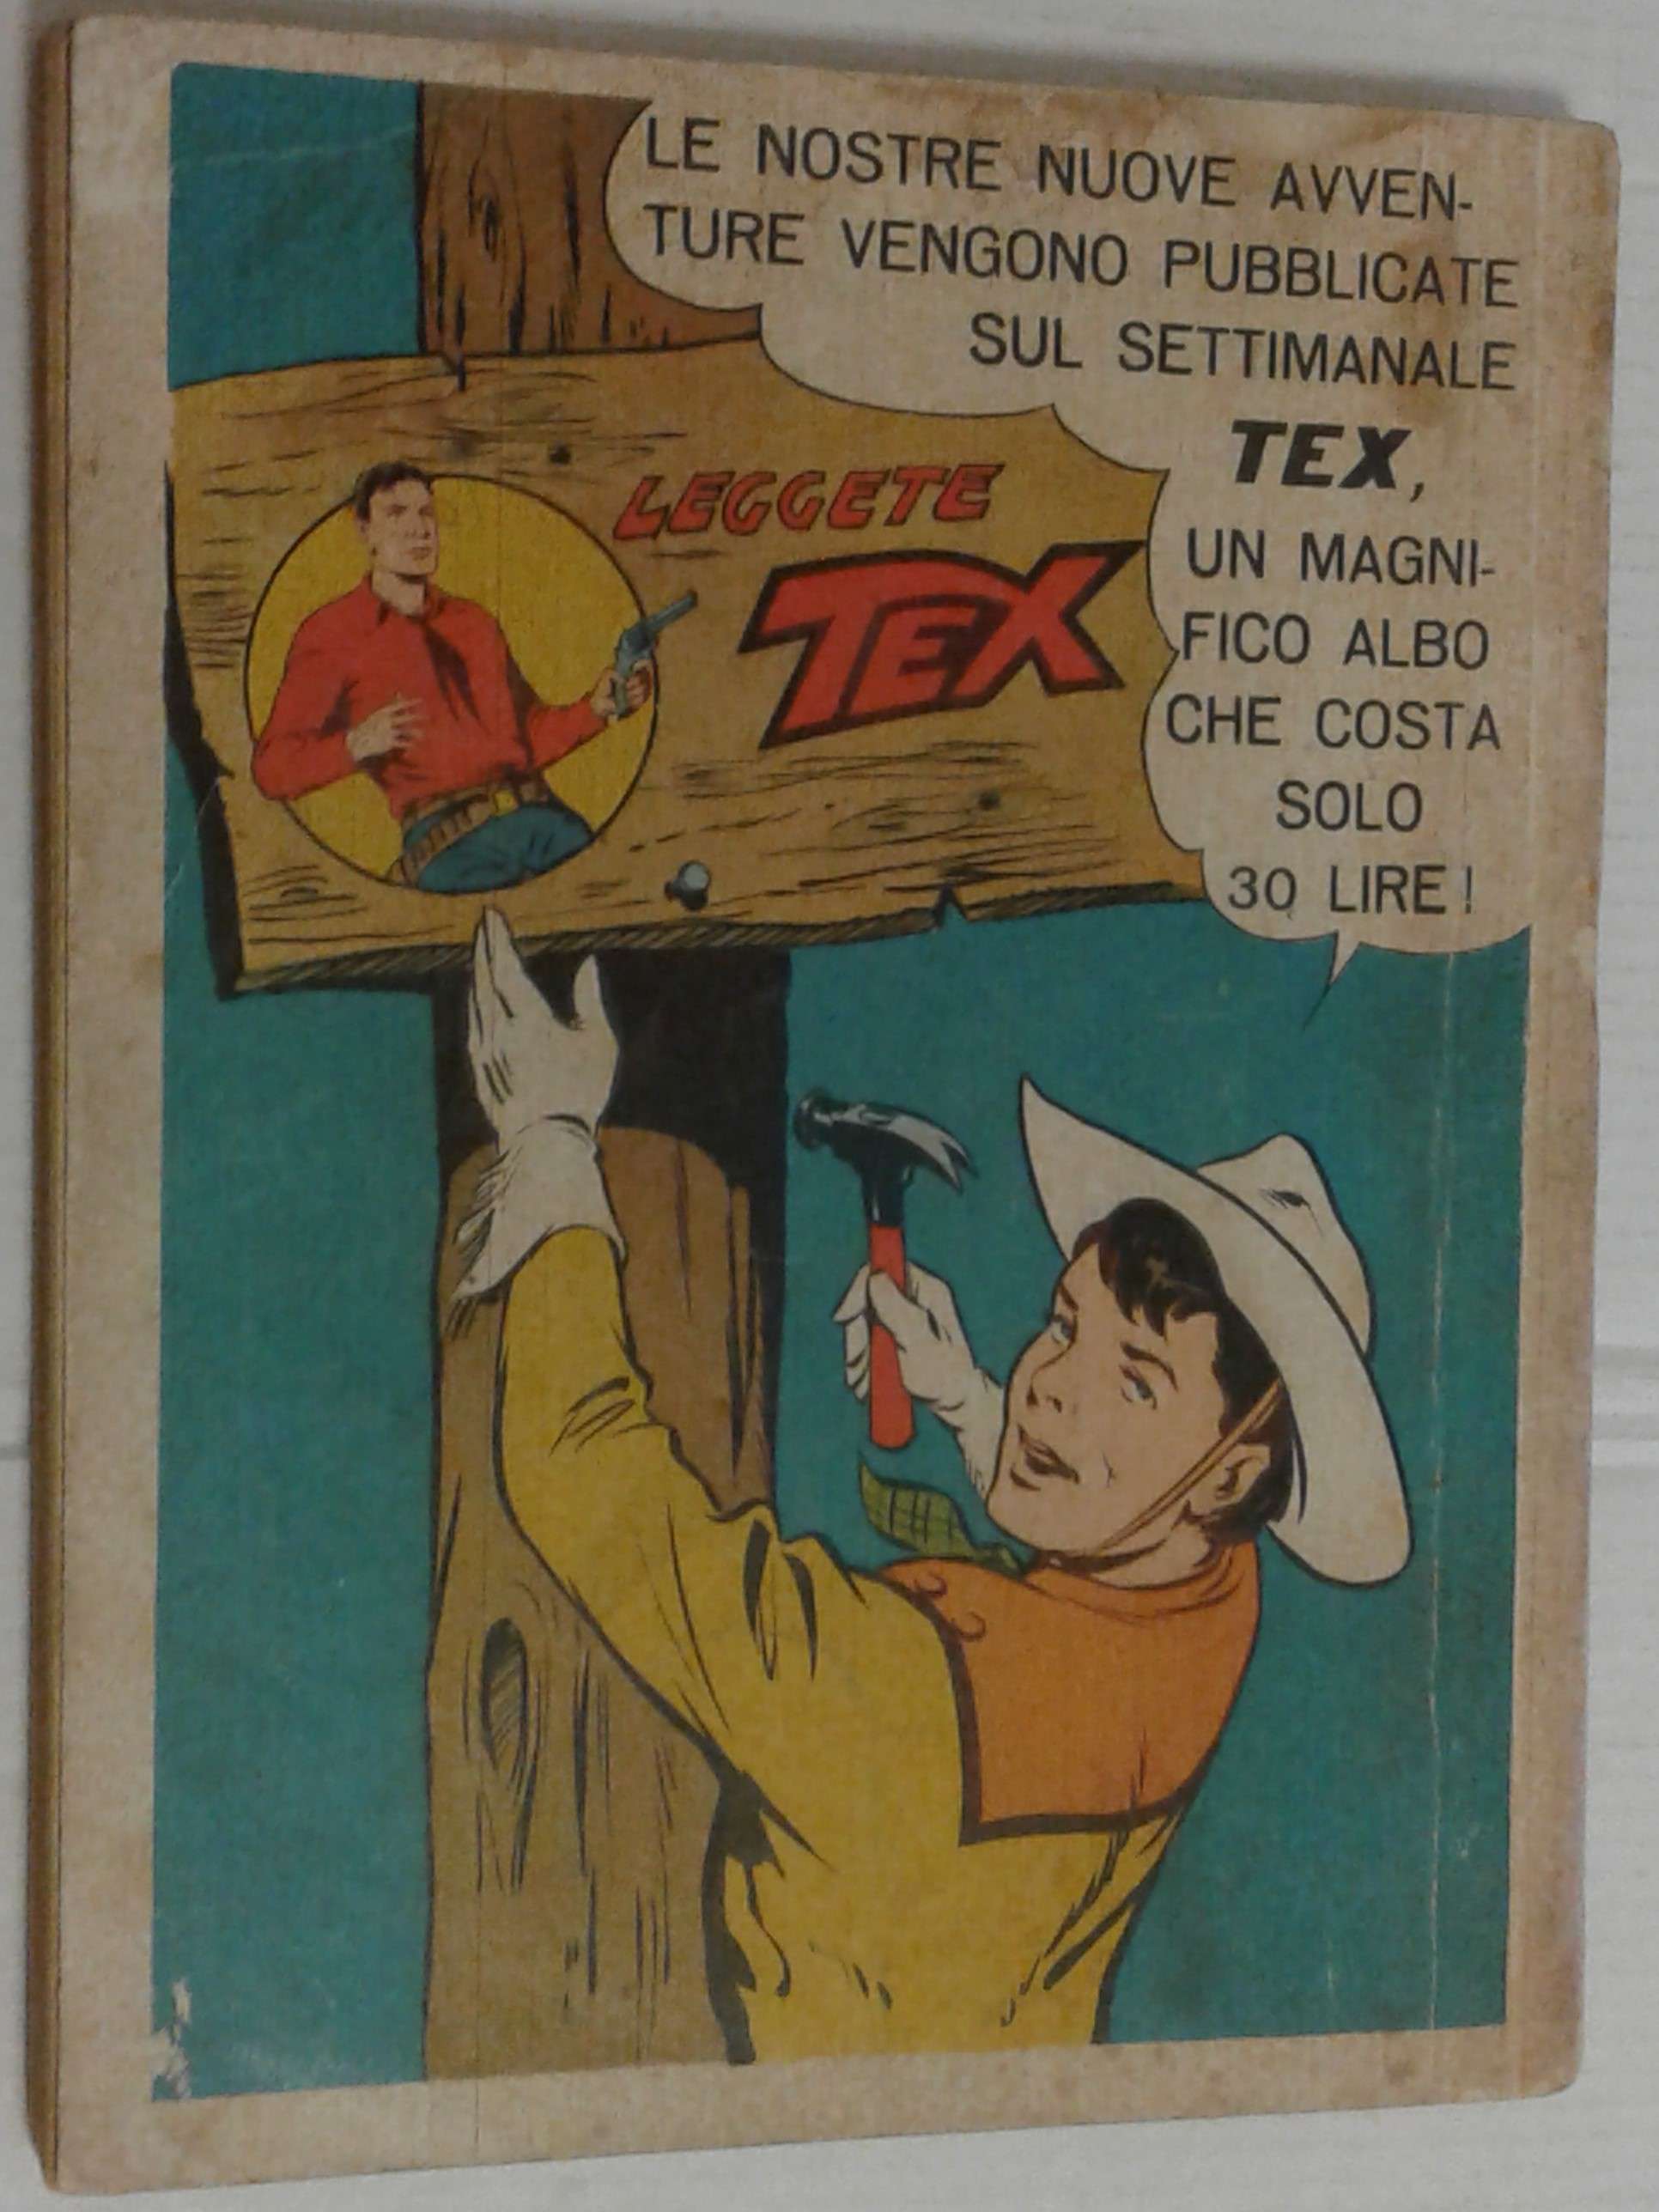 LE NOSTRE NUOVE AVVEN-
TURE VENGONO PUBBLICATE
SUL SETTIMANALE
TEX,
UN MAGNI-
FICO ALBO
CHE COSTA
SOLO
30 LIRE!
LEGGETE
TEX